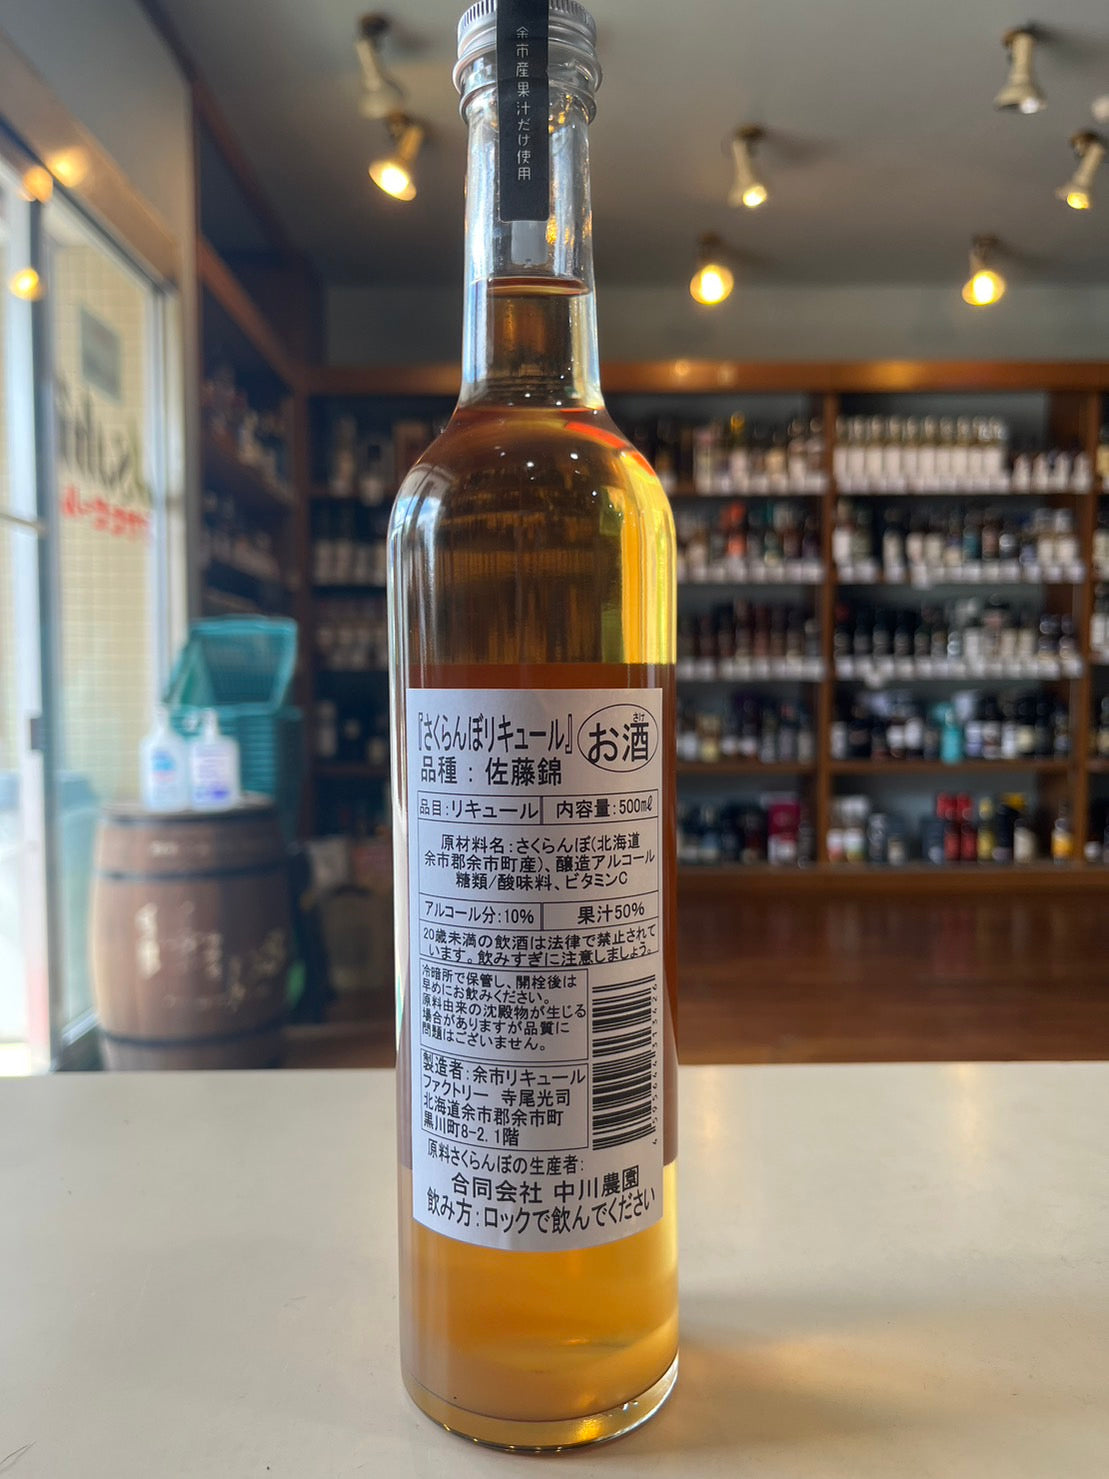 余市産果汁だけ使用
『さくらんぼリキュール』
お酒
さけ
品種：佐藤錦
品目:リキュール
内容量:500㎖
原材料名:さくらんぼ(北海道
余市郡余市町産)、醸造アルコール
糖類/酸味料、ビタミンC
アルコール分:10%
果汁50%
20歳未満の飲酒は法律で禁止されて
います。飲みすぎに注意しましょう。
冷暗所で保管し、開栓後は
早めにお飲みください。
原料由来の沈殿物が生じる
場合がありますが品質に
問題はございません。
製造者:余市リキュール
ファクトリー 寺尾光司
北海道余市郡余市町
黒川町8-2.1階
原料さくらんぼの生産者:
合同会社 中川農園
飲み方:ロックで飲んでください